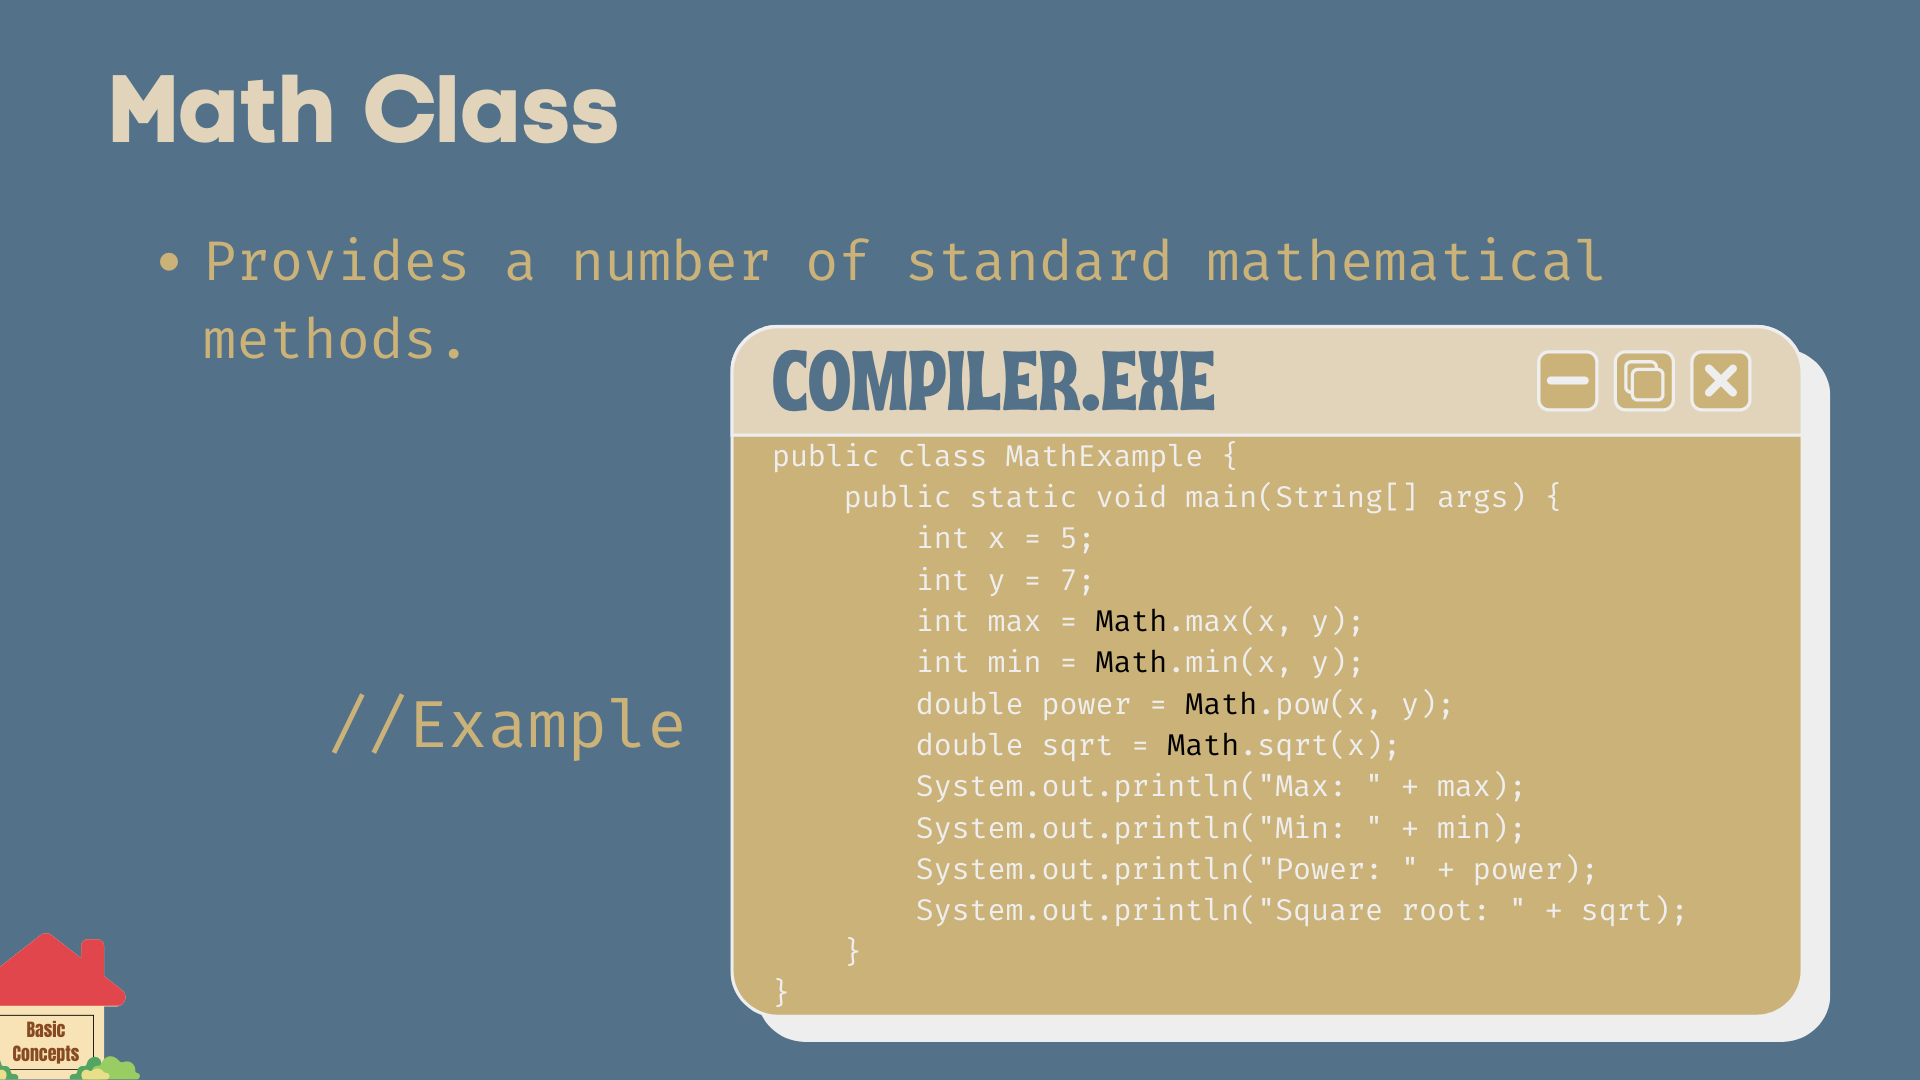 Math Class
• Provides a number of standard mathematical
methods.
COMPILER.EXE
public class MathExample {
    public static void main(String[] args) {
        int x = 5;
        int y = 7;
        int max = Math.max(x, y);
        int min = Math.min(x, y);
        double power = Math.pow(x, y);
        double sqrt = Math.sqrt(x);
        System.out.println("Max: " + max);
        System.out.println("Min: " + min);
        System.out.println("Power: " + power);
        System.out.println("Square root: " + sqrt);
    }
}
//Example
Basic
Concepts